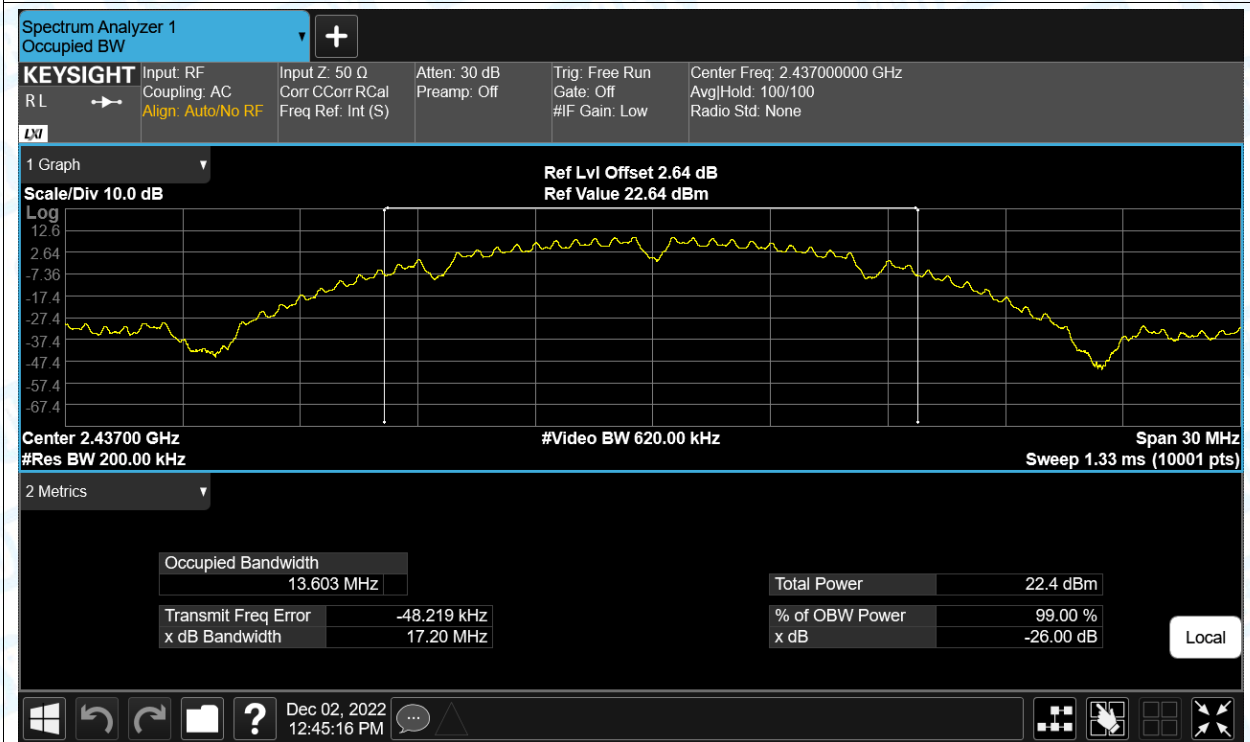 Spectrum Analyzer 1
Occupied BW
KEYSIGHT
R L
LXI
Input: RF
Coupling: AC
Align: Auto/No RF
Input Z: 50 Ω
Corr CCorr RCal
Freq Ref: Int (S)
Atten: 30 dB
Preamp: Off
Trig: Free Run
Gate: Off
#IF Gain: Low
Center Freq: 2.437000000 GHz
Avg|Hold: 100/100
Radio Std: None
1 Graph
Scale/Div 10.0 dB
Ref Lvl Offset 2.64 dB
Ref Value 22.64 dBm
Log
12.6
2.64
-7.36
-17.4
-27.4
-37.4
-47.4
-57.4
-67.4
Center 2.43700 GHz
#Video BW 620.00 kHz
Span 30 MHz
#Res BW 200.00 kHz
Sweep 1.33 ms (10001 pts)
2 Metrics
Occupied Bandwidth
13.603 MHz
Total Power 22.4 dBm
Transmit Freq Error -48.219 kHz
% of OBW Power 99.00 %
x dB Bandwidth 17.20 MHz
x dB -26.00 dB
Local
?
Dec 02, 2022
12:45:16 PM